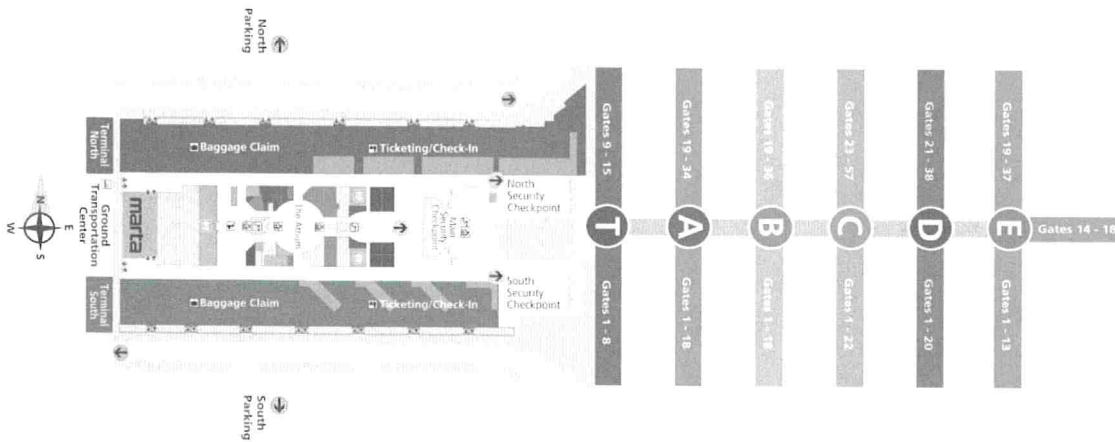 North
Parking
Terminal
North
Baggage Claim
Ticketing/Check-In
North
Security
Checkpoint
Main
Security
Checkpoint
The Atrium
marta
Ground
Transportation
Center
N
E
S
W
Terminal
South
Baggage Claim
Ticketing/Check-In
South
Security
Checkpoint
South
Parking
Gates 9 - 15
T
Gates 1 - 8
Gates 19 - 34
A
Gates 1 - 18
Gates 19 - 36
B
Gates 1 - 18
Gates 23 - 57
C
Gates 1 - 22
Gates 21 - 38
D
Gates 1 - 20
Gates 19 - 37
E
Gates 1 - 13
Gates 14 - 18